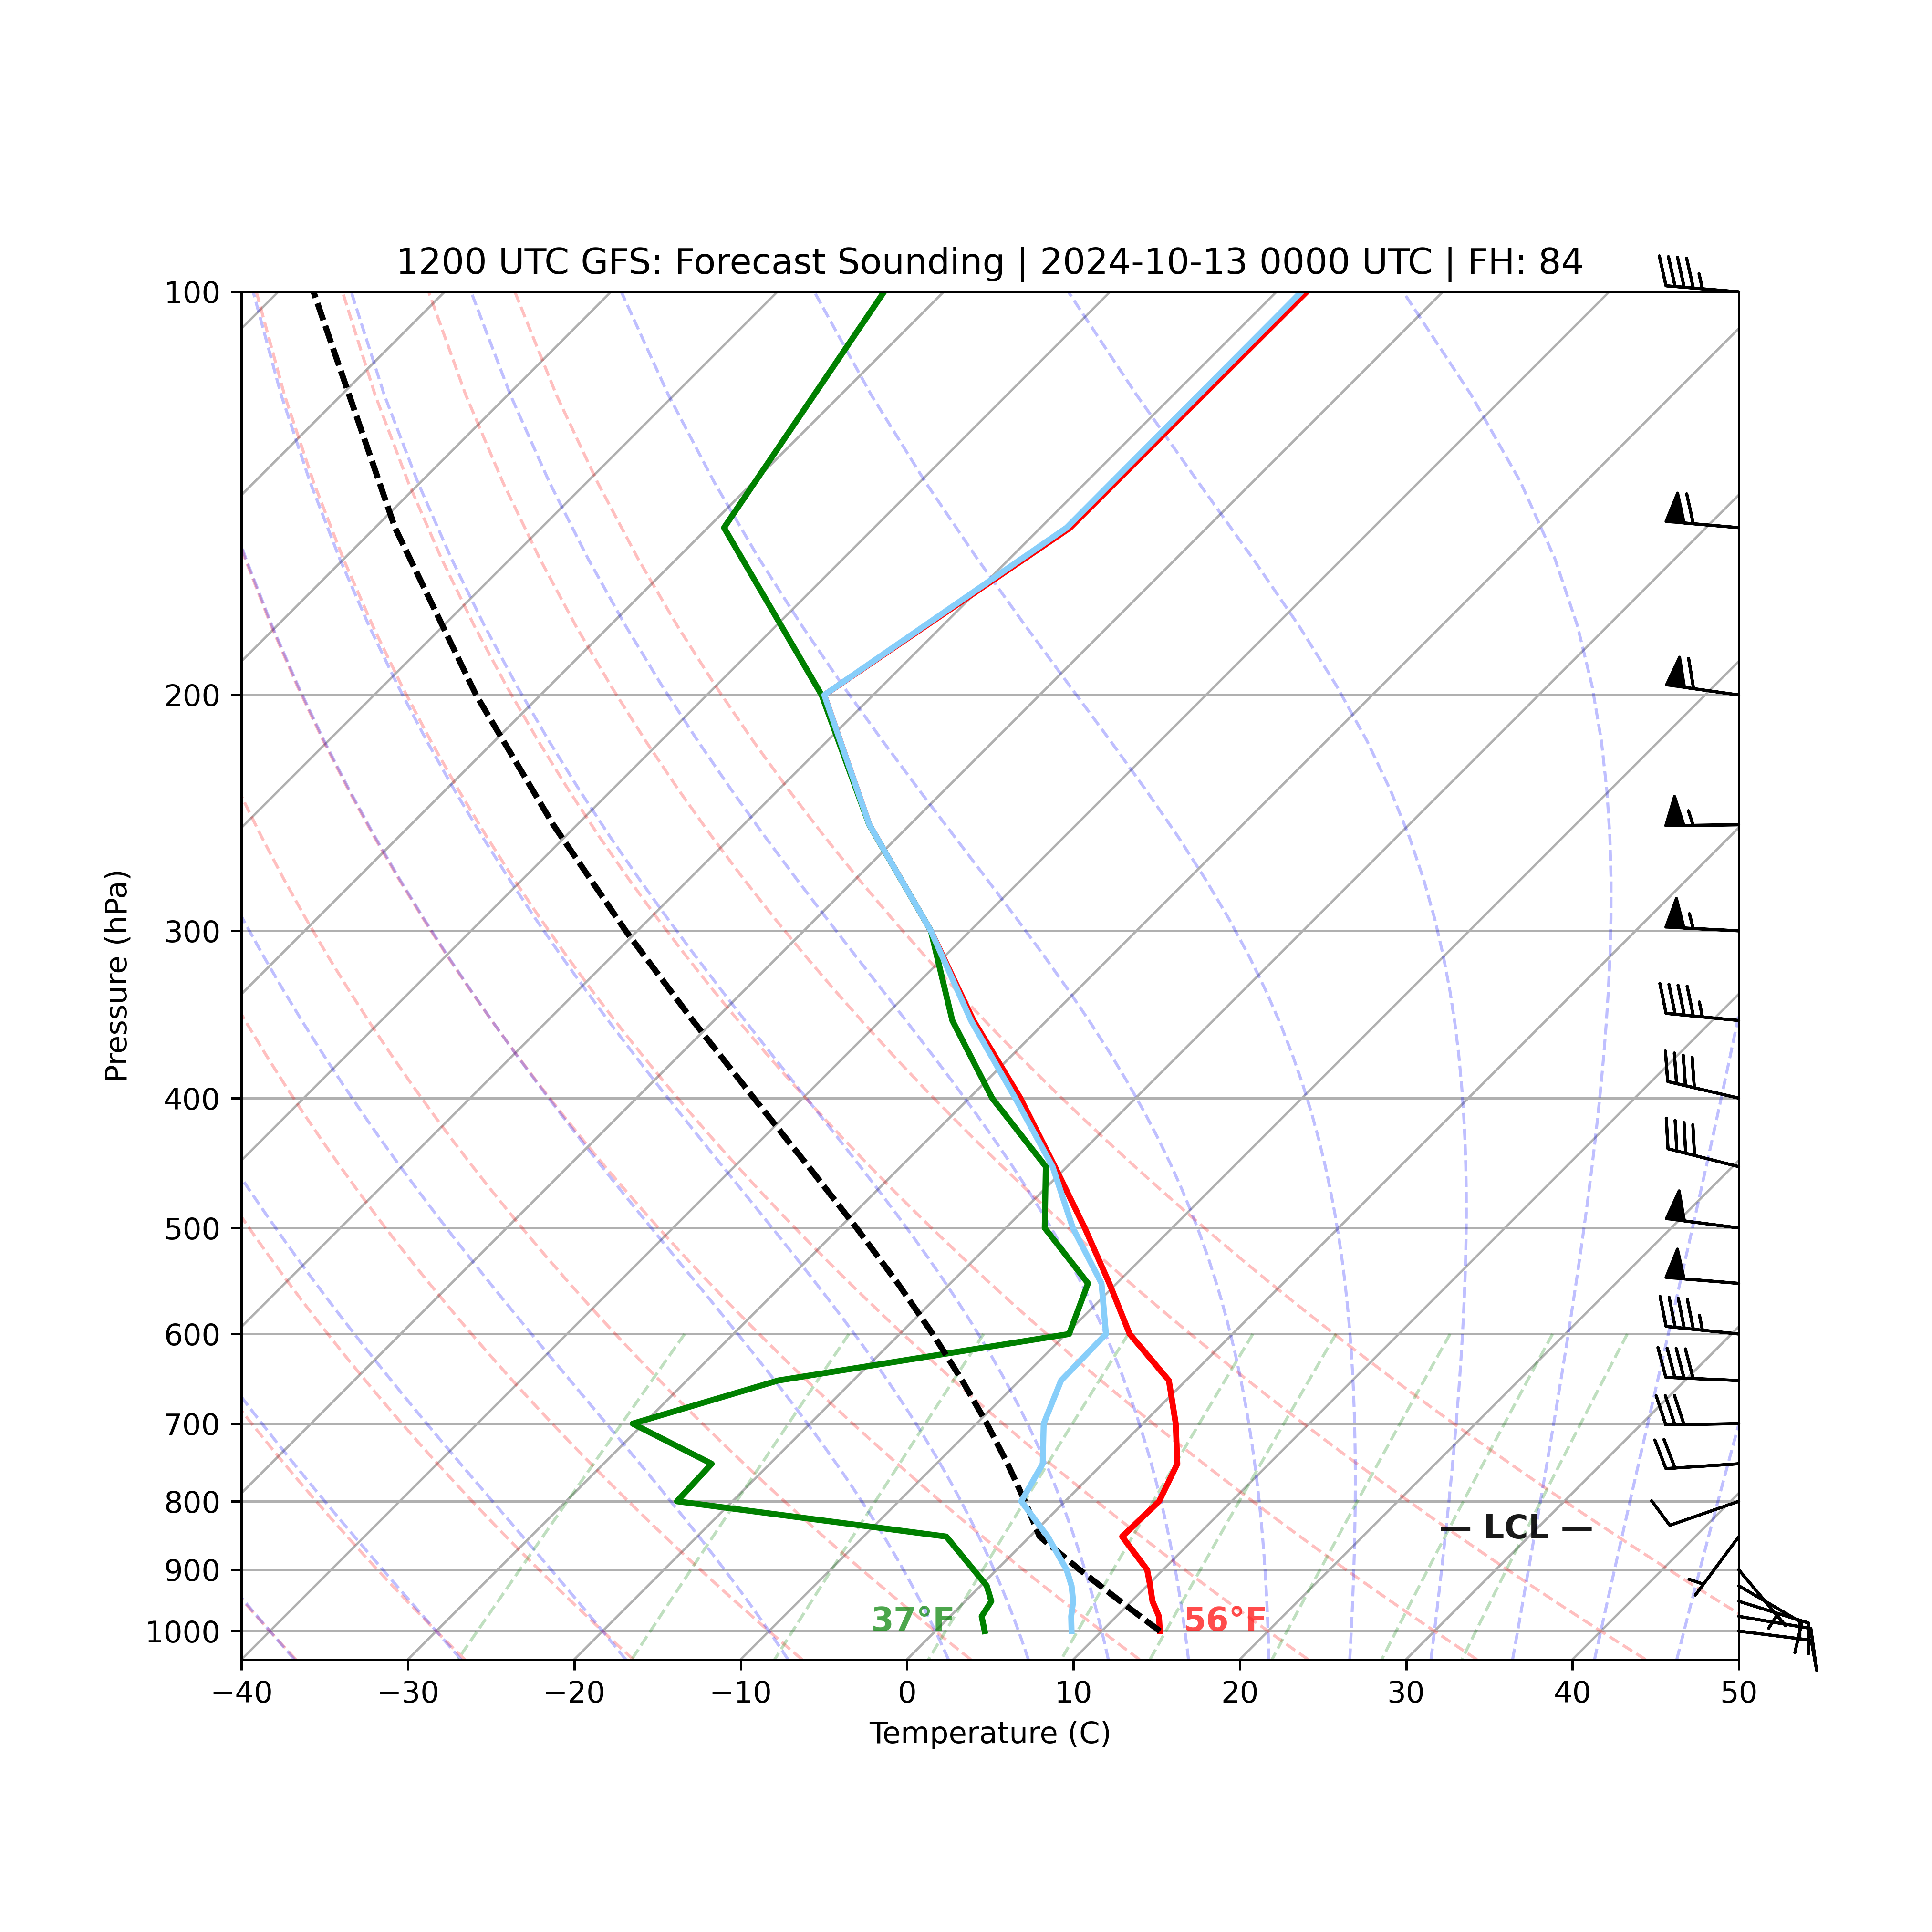 1200 UTC GFS: Forecast Sounding | 2024-10-13 0000 UTC | FH: 84
100
200
300
400
500
600
700
800
900
1000
Pressure (hPa)
— LCL —
37°F
56°F
−40 −30 −20 −10 0 10 20 30 40 50
Temperature (C)